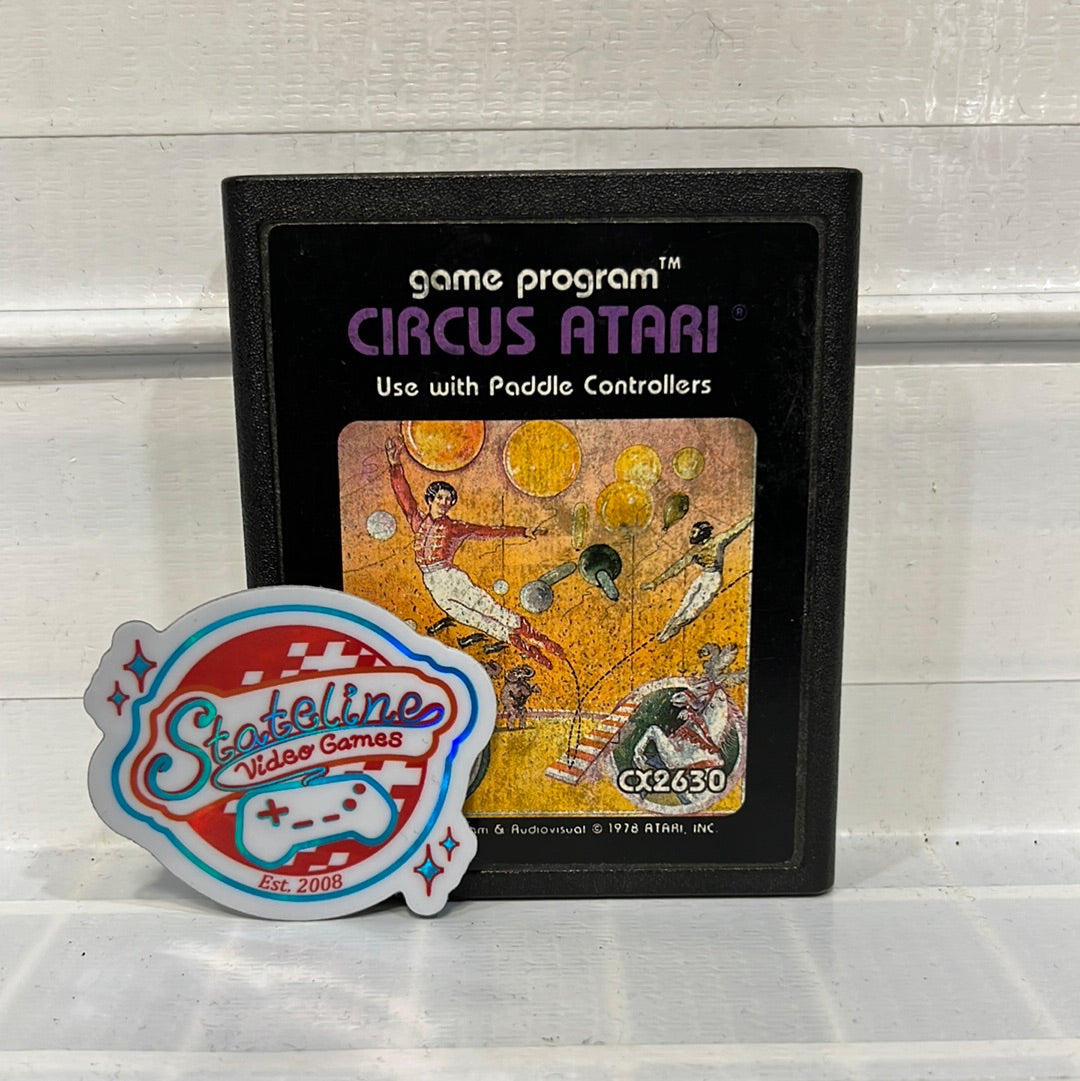 game program™
CIRCUS ATARI®
Use with Paddle Controllers
CX2630
& Audiovisual © 1978 ATARI, INC.
Stateline
Video Games
Est. 2008